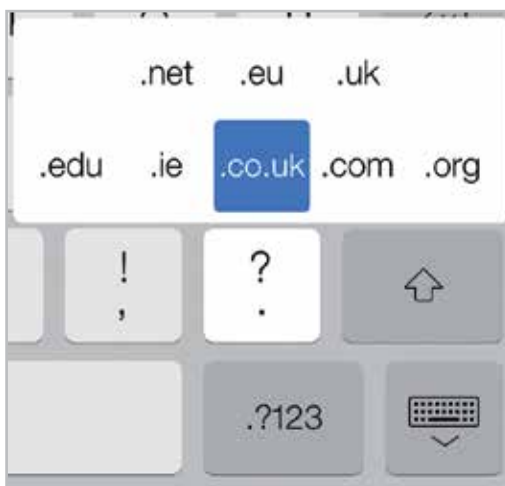 .net .eu .uk
.edu .ie .co.uk .com .org
! ?
, .
.?123